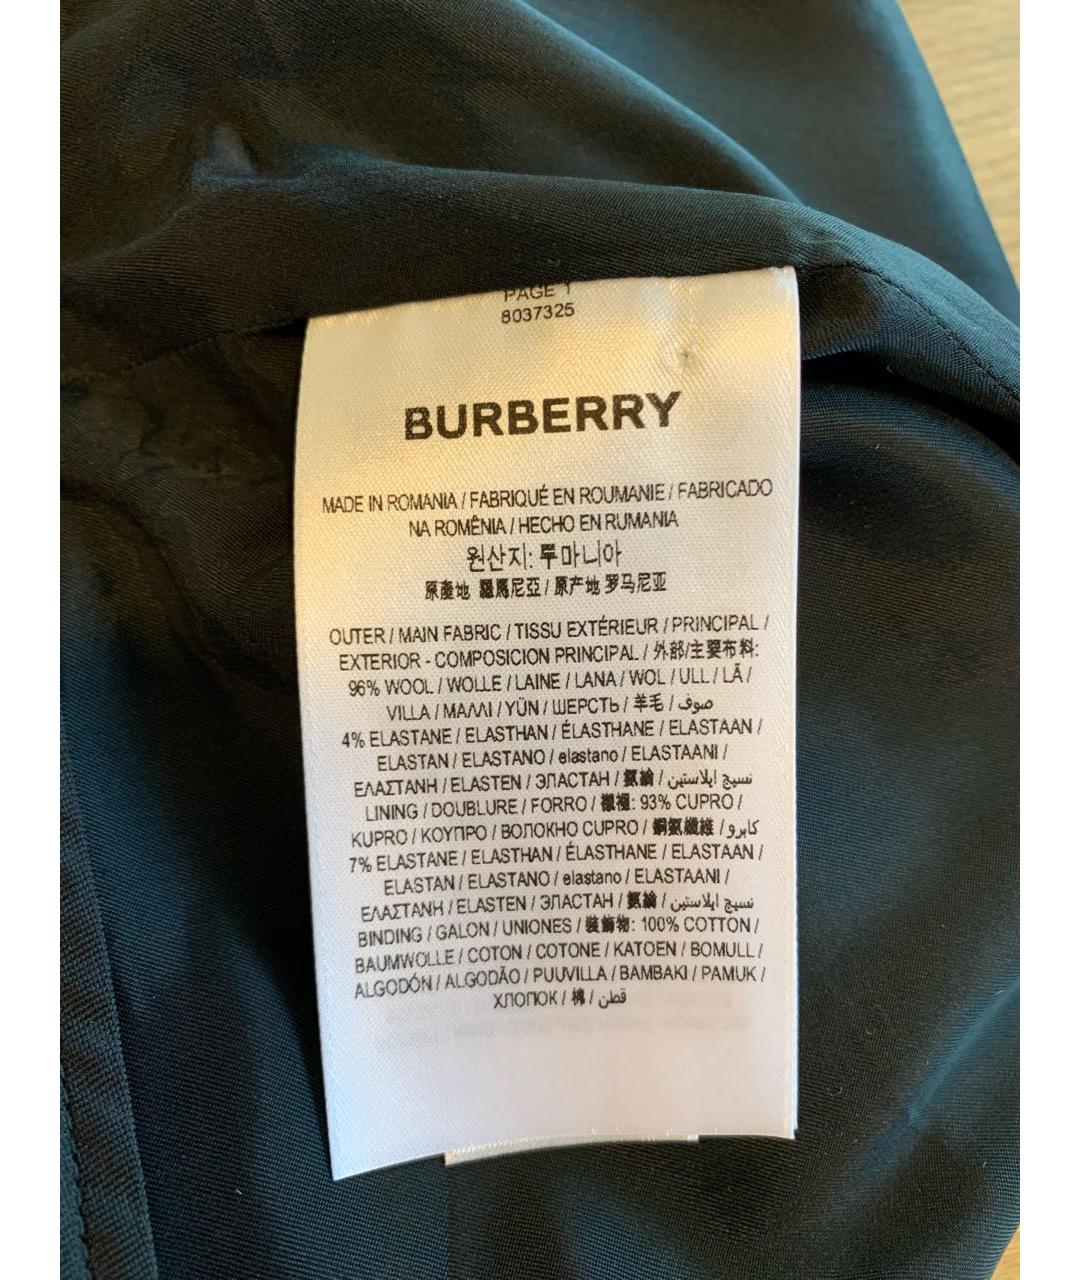 PAGE 1
8037325
BURBERRY
MADE IN ROMANIA / FABRIQUÉ EN ROUMANIE / FABRICADO
NA ROMÊNIA / HECHO EN RUMANIA
원산지: 루마니아
原產地 羅馬尼亞 / 原产地 罗马尼亚
OUTER / MAIN FABRIC / TISSU EXTÉRIEUR / PRINCIPAL /
EXTERIOR - COMPOSICION PRINCIPAL / 外部/主要布料:
96% WOOL / WOLLE / LAINE / LANA / WOL / ULL / LÃ /
VILLA / ΜΑΛΛΙ / YÜN / ШЕРСТЬ / 羊毛 / صوف
4% ELASTANE / ELASTHAN / ÉLASTHANE / ELASTAAN /
ELASTAN / ELASTANO / elastano / ELASTAANI /
ΕΛΑΣΤΑΝΗ / ELASTEN / ЭЛАСТАН / 氨綸 / نسيج ايلاستين
LINING / DOUBLURE / FORRO / 襯裡: 93% CUPRO /
KUPRO / ΚΟΥΠΡΟ / ВОЛОКНО CUPRO / 銅氨纖維 / كابرو
7% ELASTANE / ELASTHAN / ÉLASTHANE / ELASTAAN /
ELASTAN / ELASTANO / elastano / ELASTAANI /
ΕΛΑΣΤΑΝΗ / ELASTEN / ЭЛАСТАН / 氨綸 / نسيج ايلاستين
BINDING / GALON / UNIONES / 裝飾物: 100% COTTON /
BAUMWOLLE / COTON / COTONE / KATOEN / BOMULL /
ALGODÓN / ALGODÃO / PUUVILLA / ΒΑΜΒΑΚΙ / PAMUK /
ХЛОПОК / 棉 / قطن